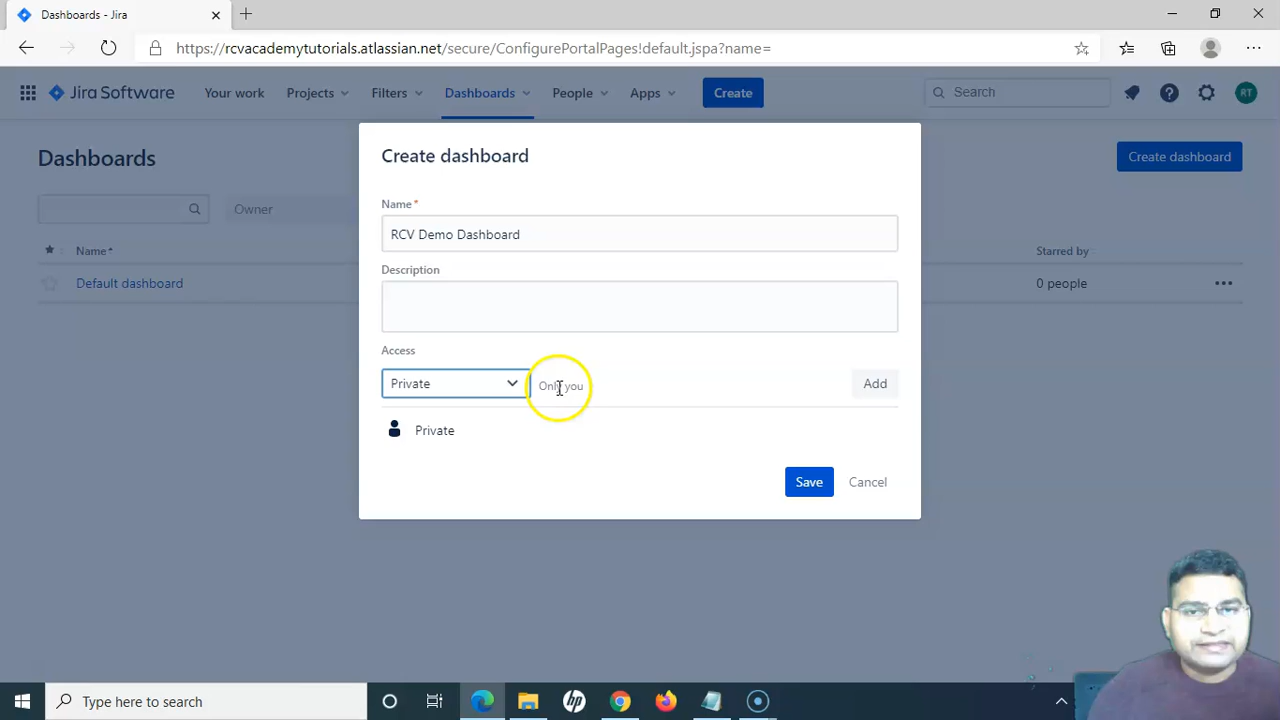 Dashboards - Jira
https://rcvacademytutorials.atlassian.net/secure/ConfigurePortalPages!default.jspa?name=
Jira Software
Your work
Projects
Filters
Dashboards
People
Apps
Create
Search
RT
Dashboards
Create dashboard
Owner
Name
Starred by
Default dashboard
0 people
Create dashboard
Name*
RCV Demo Dashboard
Description
Access
Private
Only you
Add
Private
Save
Cancel
Type here to search